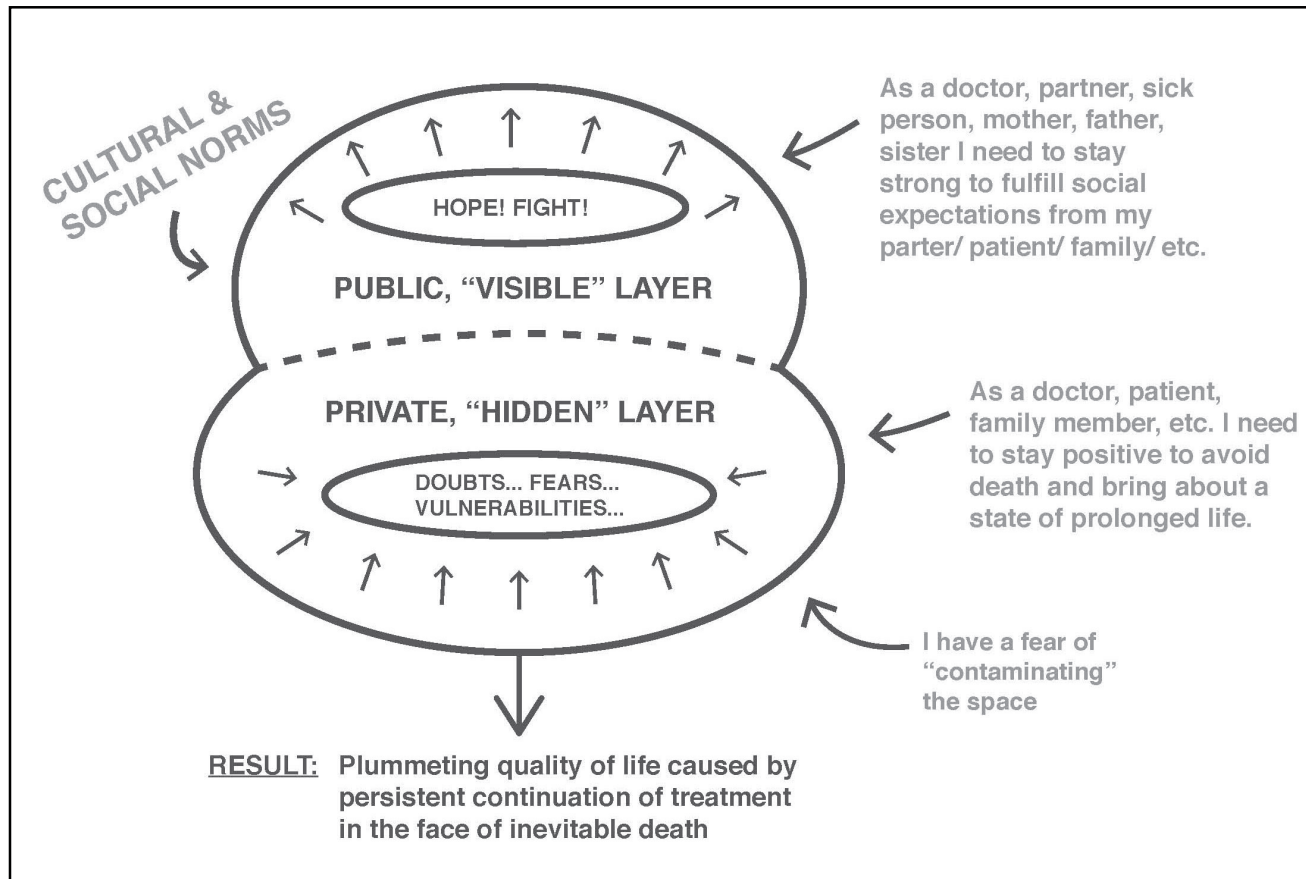 CULTURAL &
SOCIAL NORMS
HOPE! FIGHT!
PUBLIC, “VISIBLE” LAYER
As a doctor, partner, sick
person, mother, father,
sister I need to stay
strong to fulfill social
expectations from my
parter/ patient/ family/ etc.
PRIVATE, “HIDDEN” LAYER
DOUBTS... FEARS...
VULNERABILITIES...
As a doctor, patient,
family member, etc. I need
to stay positive to avoid
death and bring about a
state of prolonged life.
I have a fear of
“contaminating”
the space
RESULT: Plummeting quality of life caused by
persistent continuation of treatment
in the face of inevitable death